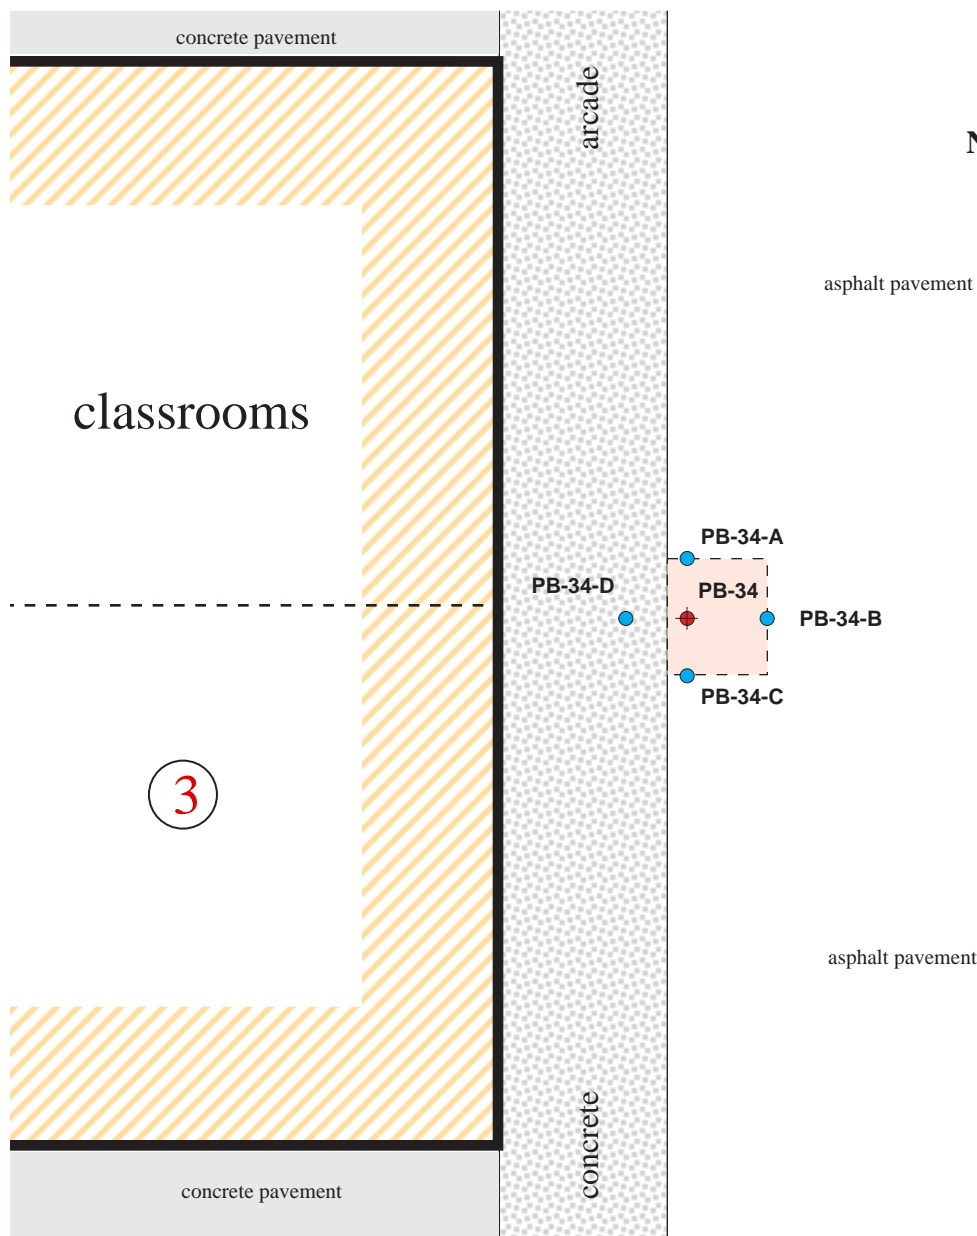 concrete pavement
arcade
N
asphalt pavement
classrooms
PB-34-A
PB-34-D
PB-34
PB-34-B
PB-34-C
3
asphalt pavement
concrete
concrete pavement